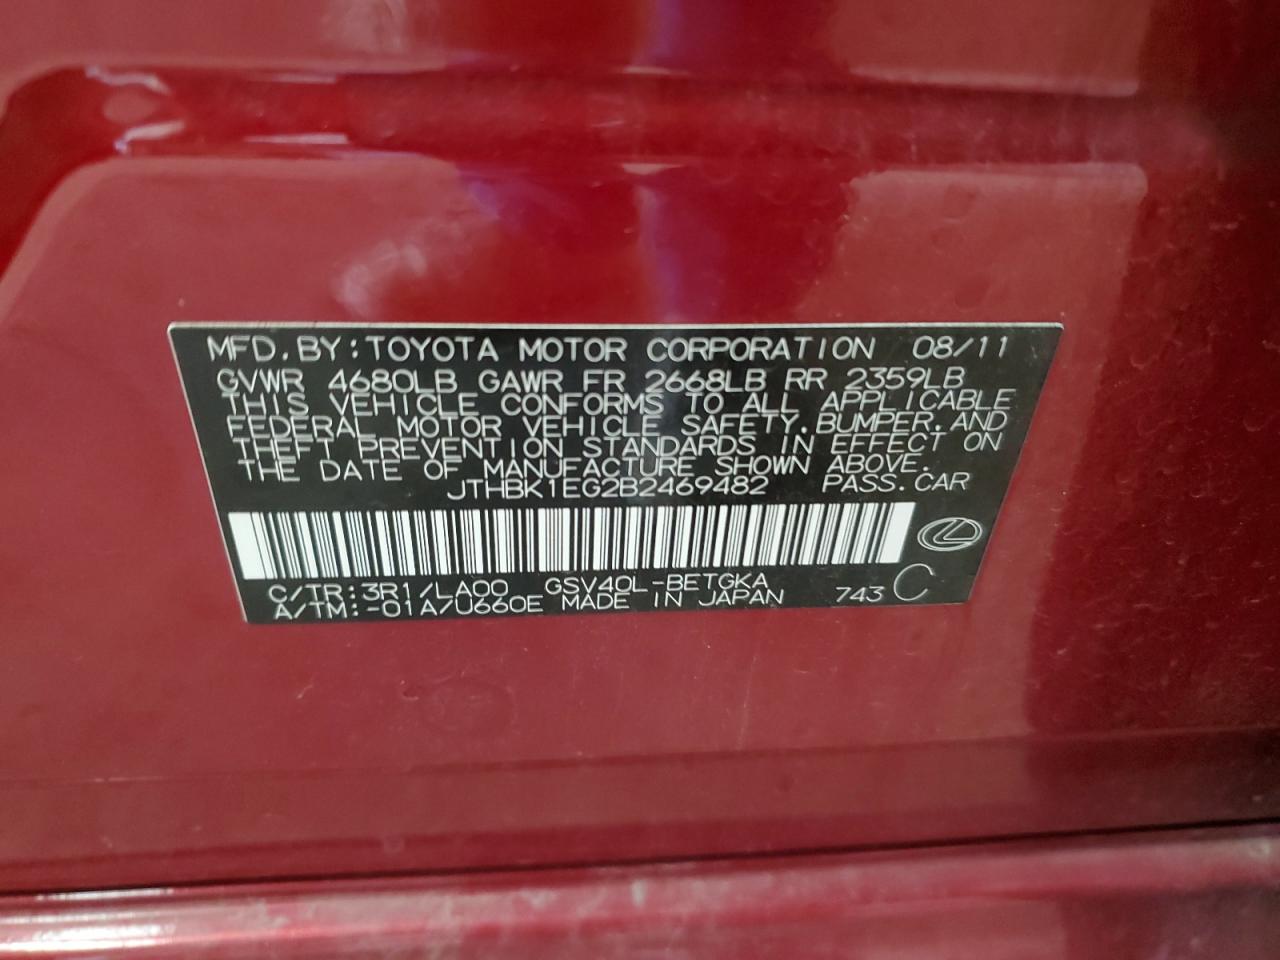 MFD.BY:TOYOTA MOTOR CORPORATION 08/11
GVWR 4680LB GAWR FR 2668LB RR 2359LB
THIS VEHICLE CONFORMS TO ALL APPLICABLE
FEDERAL MOTOR VEHICLE SAFETY,BUMPER,AND
THEFT PREVENTION STANDARDS IN EFFECT ON
THE DATE OF MANUFACTURE SHOWN ABOVE.
JTHBK1EG2B2469482 PASS.CAR
C/TR:3R1/LA00 GSV40L-BETGKA
A/TM:-01A/U660E MADE IN JAPAN 743 C